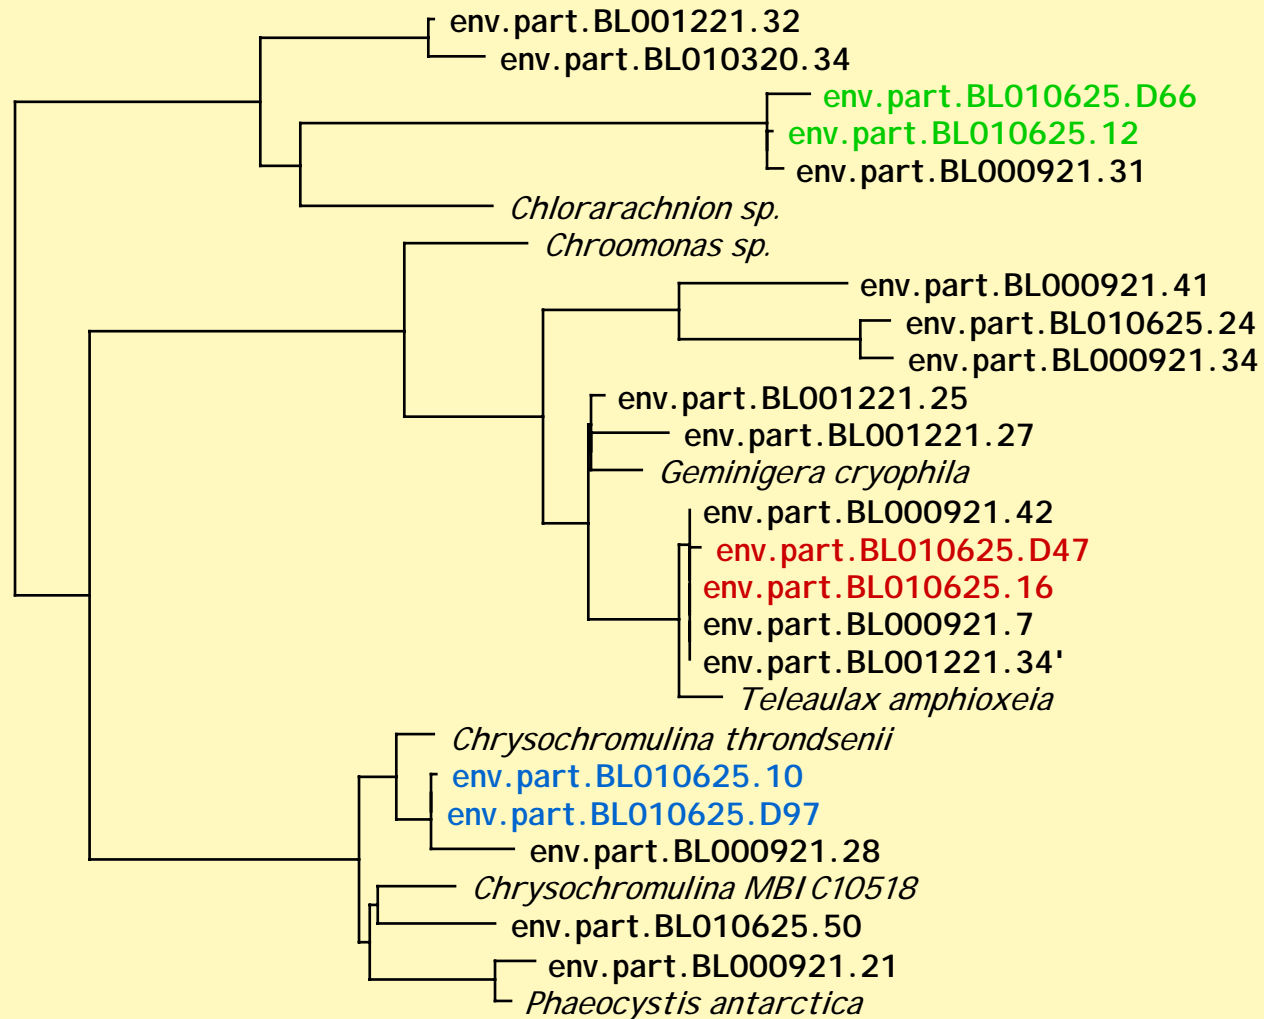 env.part.BL001221.32
env.part.BL010320.34
env.part.BL010625.D66
env.part.BL010625.12
env.part.BL000921.31
Chlorarachnion sp.
Chroomonas sp.
env.part.BL000921.41
env.part.BL010625.24
env.part.BL000921.34
env.part.BL001221.25
env.part.BL001221.27
Geminigera cryophila
env.part.BL000921.42
env.part.BL010625.D47
env.part.BL010625.16
env.part.BL000921.7
env.part.BL001221.34'
Teleaulax amphioxeia
Chrysochromulina throndsenii
env.part.BL010625.10
env.part.BL010625.D97
env.part.BL000921.28
Chrysochromulina MBIC10518
env.part.BL010625.50
env.part.BL000921.21
Phaeocystis antarctica